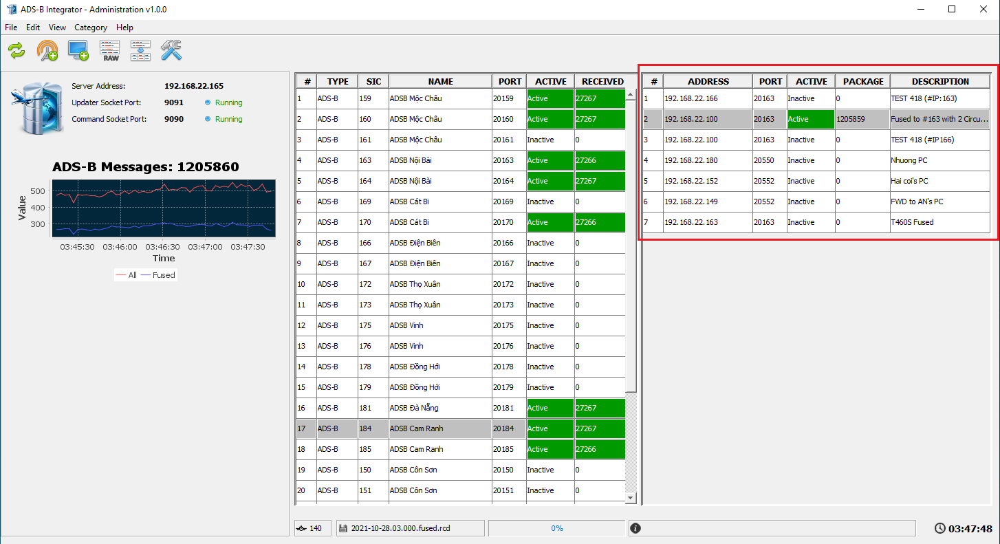 ADS-B Integrator - Administration v1.0.0
File Edit View Category Help
RAW
Server Address: 192.168.22.165
Updater Socket Port: 9091 Running
Command Socket Port: 9090 Running
ADS-B Messages: 1205860
Value
500
400
300
03:45:30 03:46:00 03:46:30 03:47:00 03:47:30
Time
All Fused
# TYPE SIC NAME PORT ACTIVE RECEIVED
1 ADS-B 159 ADSB Mộc Châu 20159 Active 27267
2 ADS-B 160 ADSB Mộc Châu 20160 Active 27267
3 ADS-B 161 ADSB Mộc Châu 20161 Inactive 0
4 ADS-B 163 ADSB Nội Bài 20163 Active 27266
5 ADS-B 164 ADSB Nội Bài 20164 Active 27267
6 ADS-B 169 ADSB Cát Bi 20169 Inactive 0
7 ADS-B 170 ADSB Cát Bi 20170 Active 27266
8 ADS-B 166 ADSB Điện Biên 20166 Inactive 0
9 ADS-B 167 ADSB Điện Biên 20167 Inactive 0
10 ADS-B 172 ADSB Thọ Xuân 20172 Inactive 0
11 ADS-B 173 ADSB Thọ Xuân 20173 Inactive 0
12 ADS-B 175 ADSB Vinh 20175 Inactive 0
13 ADS-B 176 ADSB Vinh 20176 Inactive 0
14 ADS-B 178 ADSB Đồng Hới 20178 Inactive 0
15 ADS-B 179 ADSB Đồng Hới 20179 Inactive 0
16 ADS-B 181 ADSB Đà Nẵng 20181 Active 27267
17 ADS-B 184 ADSB Cam Ranh 20184 Active 27267
18 ADS-B 185 ADSB Cam Ranh 20185 Active 27266
19 ADS-B 150 ADSB Côn Sơn 20150 Inactive 0
20 ADS-B 151 ADSB Côn Sơn 20151 Inactive 0
# ADDRESS PORT ACTIVE PACKAGE DESCRIPTION
1 192.168.22.166 20163 Inactive 0 TEST 418 (#IP:163)
2 192.168.22.100 20163 Active 1205859 Fused to #163 with 2 Circu...
3 192.168.22.100 20163 Inactive 0 TEST 418 (#IP166)
4 192.168.22.180 20550 Inactive 0 Nhuong PC
5 192.168.22.152 20552 Inactive 0 Hai coi's PC
6 192.168.22.149 20552 Inactive 0 FWD to AN's PC
7 192.168.22.163 20163 Inactive 0 T460S Fused
140 2021-10-28.03.000.fused.rcd 0% 03:47:48